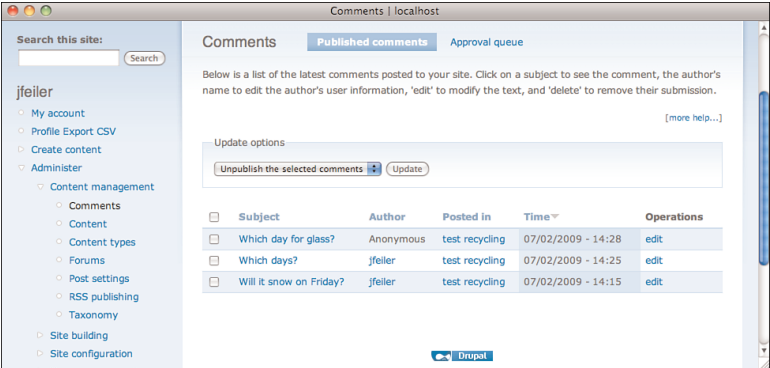 Comments | localhost
Search this site:
Search
jfeiler
My account
Profile Export CSV
Create content
Administer
Content management
Comments
Content
Content types
Forums
Post settings
RSS publishing
Taxonomy
Site building
Site configuration
Comments Published comments Approval queue
Below is a list of the latest comments posted to your site. Click on a subject to see the comment, the author's
name to edit the author's user information, 'edit' to modify the text, and 'delete' to remove their submission.
[more help...]
Update options
Unpublish the selected comments Update
Subject Author Posted in Time Operations
Which day for glass? Anonymous test recycling 07/02/2009 - 14:28 edit
Which days? jfeiler test recycling 07/02/2009 - 14:25 edit
Will it snow on Friday? jfeiler test recycling 07/02/2009 - 14:15 edit
Drupal